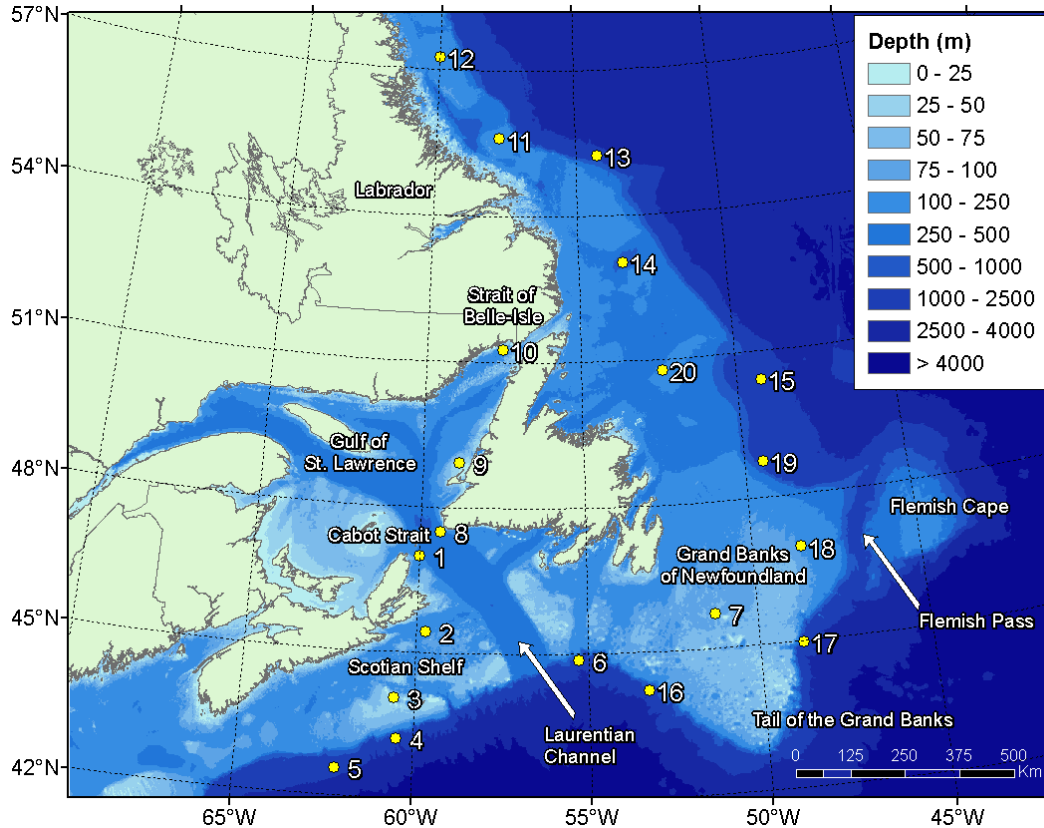 57°N
54°N
51°N
48°N
45°N
42°N
65°W
60°W
55°W
50°W
45°W
Depth (m)
0 - 25
25 - 50
50 - 75
75 - 100
100 - 250
250 - 500
500 - 1000
1000 - 2500
2500 - 4000
> 4000
12
11
13
Labrador
14
Strait of
Belle-Isle
10
20
15
Gulf of
St. Lawrence
9
19
Flemish Cape
Cabot Strait
8
1
18
Grand Banks
of Newfoundland
7
Flemish Pass
2
17
Scotian Shelf
6
3
16
Tail of the Grand Banks
4
Laurentian
Channel
5
0 125 250 375 500
Km